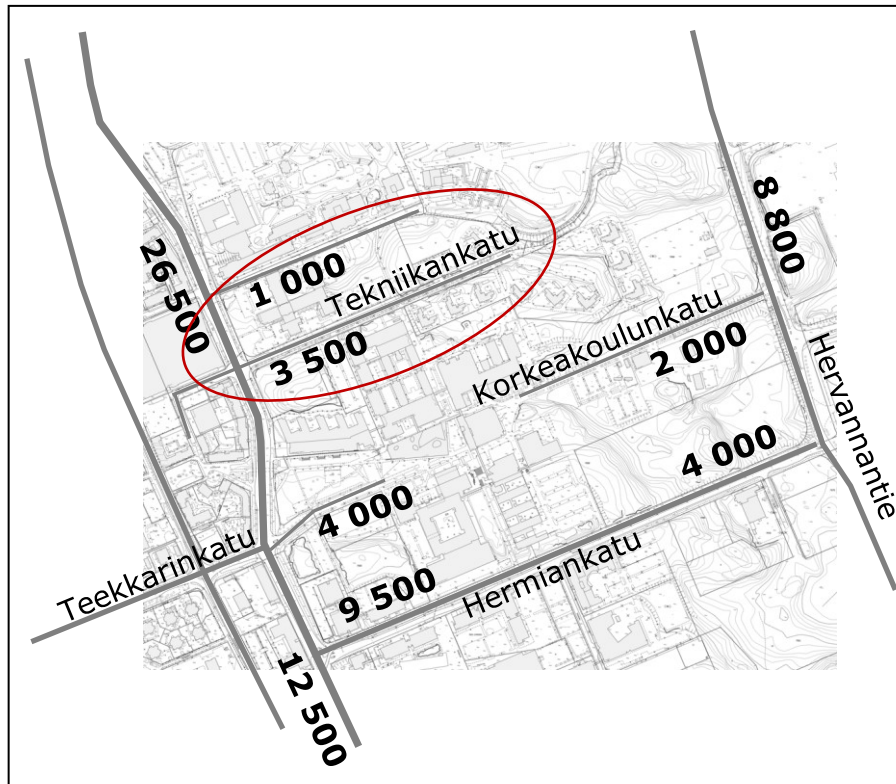 8 800
26 500
1 000
Tekniikankatu
3 500
Korkeakoulunkatu
2 000
Hervannantie
4 000
4 000
Teekkarinkatu
9 500
Hermiankatu
12 500